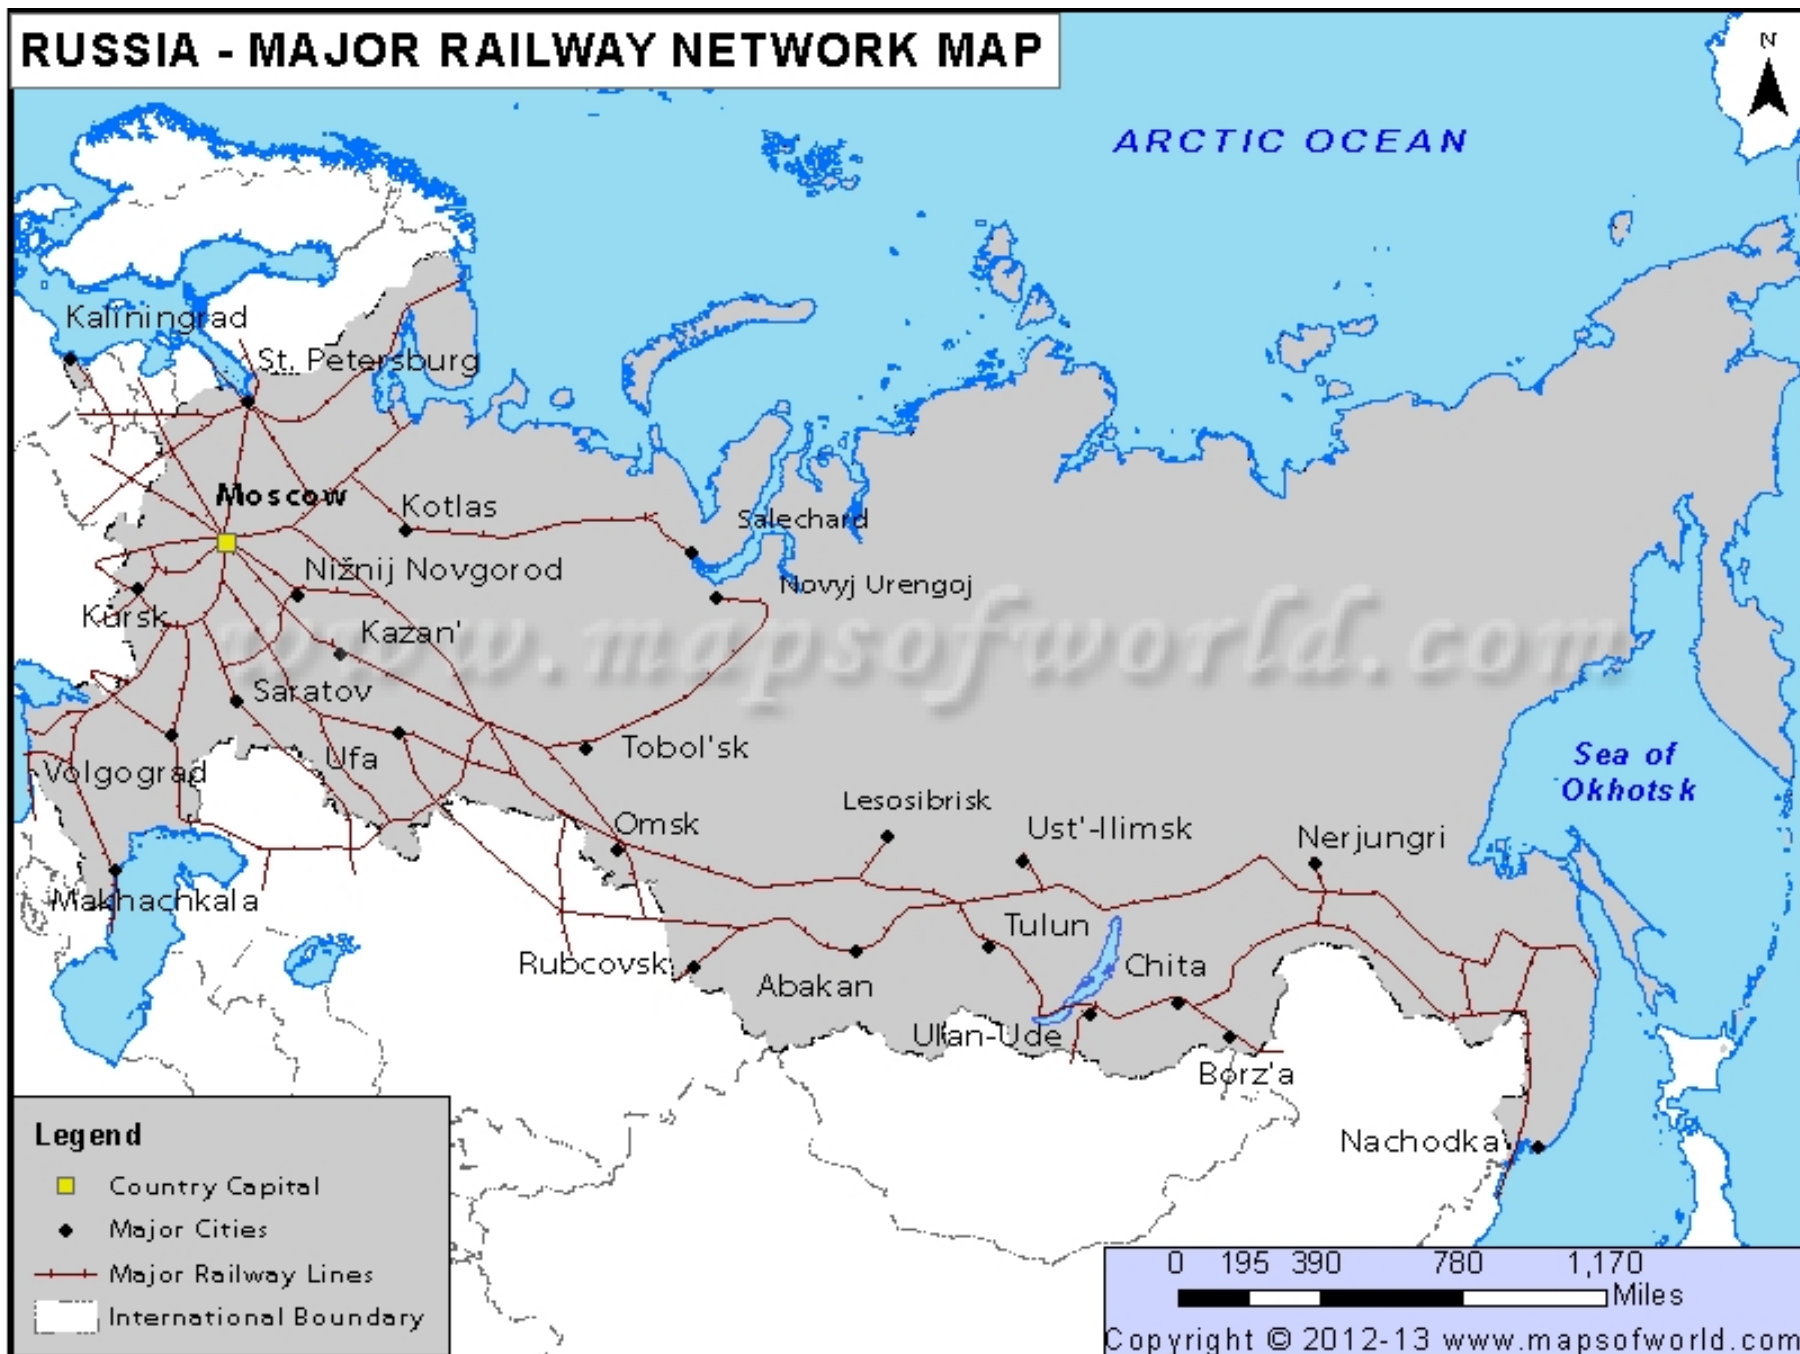 RUSSIA - MAJOR RAILWAY NETWORK MAP
N
ARCTIC OCEAN
Kaliningrad
St. Petersburg
Moscow
Kotlas
Salechard
Nižnij Novgorod
Novyj Urengoj
Kursk
Kazan'
www.mapsofworld.com
Saratov
Tobol'sk
Ufa
Volgograd
Sea of
Okhotsk
Lesosibrisk
Omsk
Ust'-Ilimsk
Nerjungri
Makhachkala
Tulun
Rubcovsk
Abakan
Chita
Ulan-Ude
Borz'a
Nachodka
Legend
Country Capital
Major Cities
Major Railway Lines
International Boundary
0 195 390 780 1,170
Miles
Copyright © 2012-13 www.mapsofworld.com